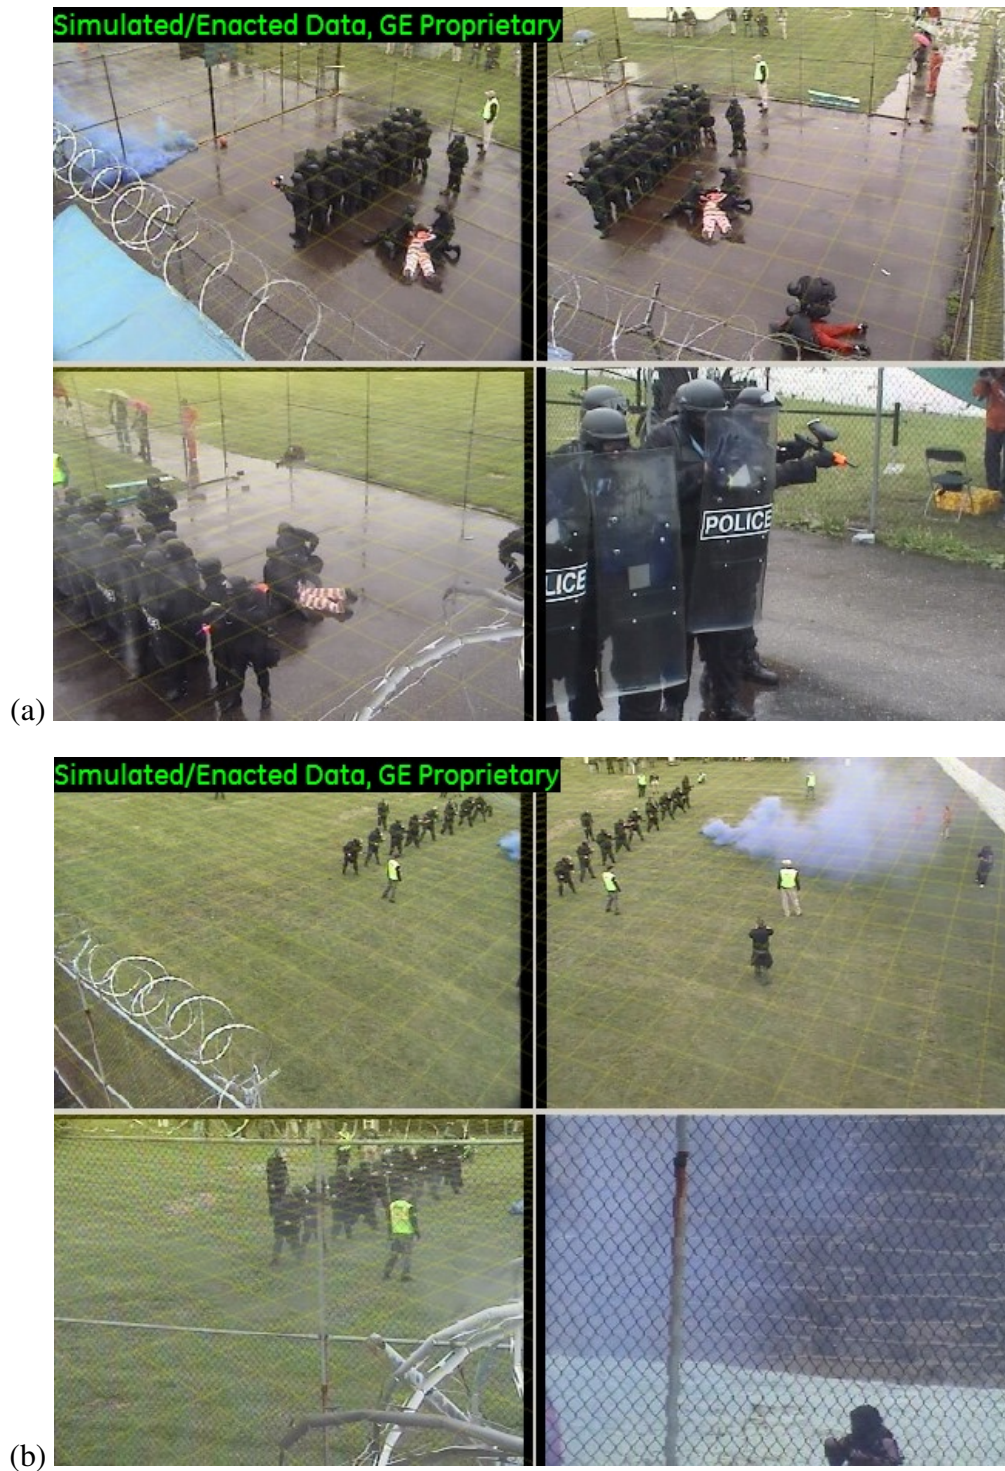 Simulated/Enacted Data, GE Proprietary
POLICE
LICE
(a)
Simulated/Enacted Data, GE Proprietary
(b)